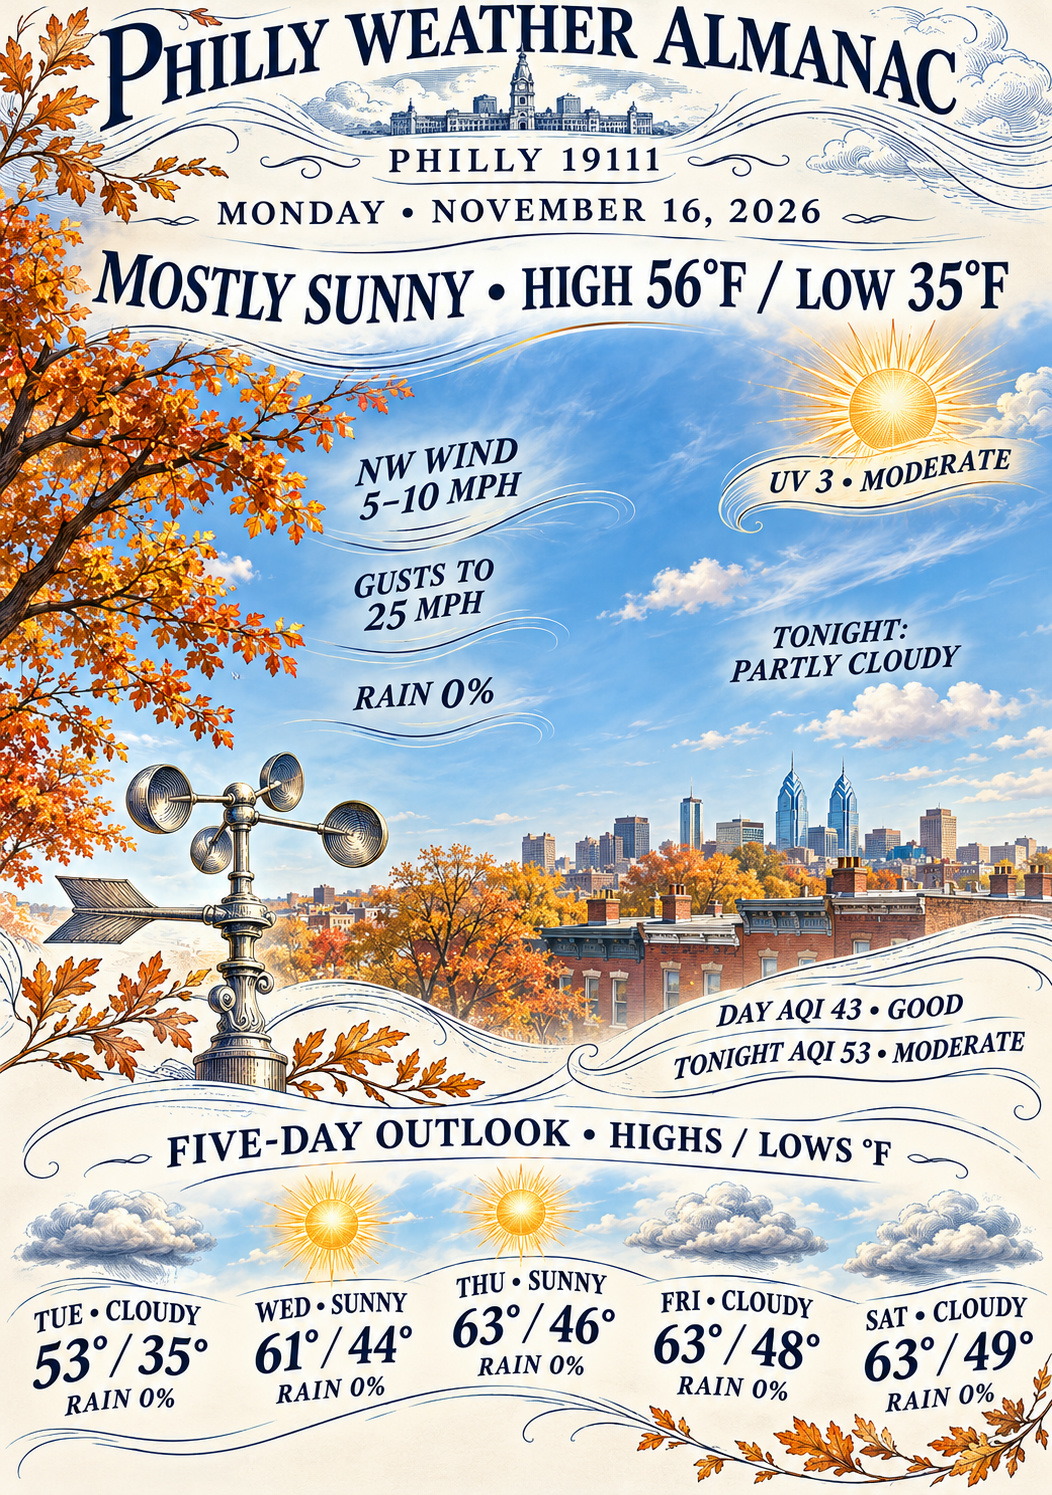 PHILLY WEATHER ALMANAC
PHILLY 19111
MONDAY • NOVEMBER 16, 2026
MOSTLY SUNNY • HIGH 56°F / LOW 35°F
NW WIND
5–10 MPH
GUSTS TO
25 MPH
RAIN 0%
UV 3 • MODERATE
TONIGHT:
PARTLY CLOUDY
DAY AQI 43 • GOOD
TONIGHT AQI 53 • MODERATE
FIVE-DAY OUTLOOK • HIGHS / LOWS °F
TUE • CLOUDY
53°/35°
RAIN 0%
WED • SUNNY
61°/44°
RAIN 0%
THU • SUNNY
63°/46°
RAIN 0%
FRI • CLOUDY
63°/48°
RAIN 0%
SAT • CLOUDY
63°/49°
RAIN 0%